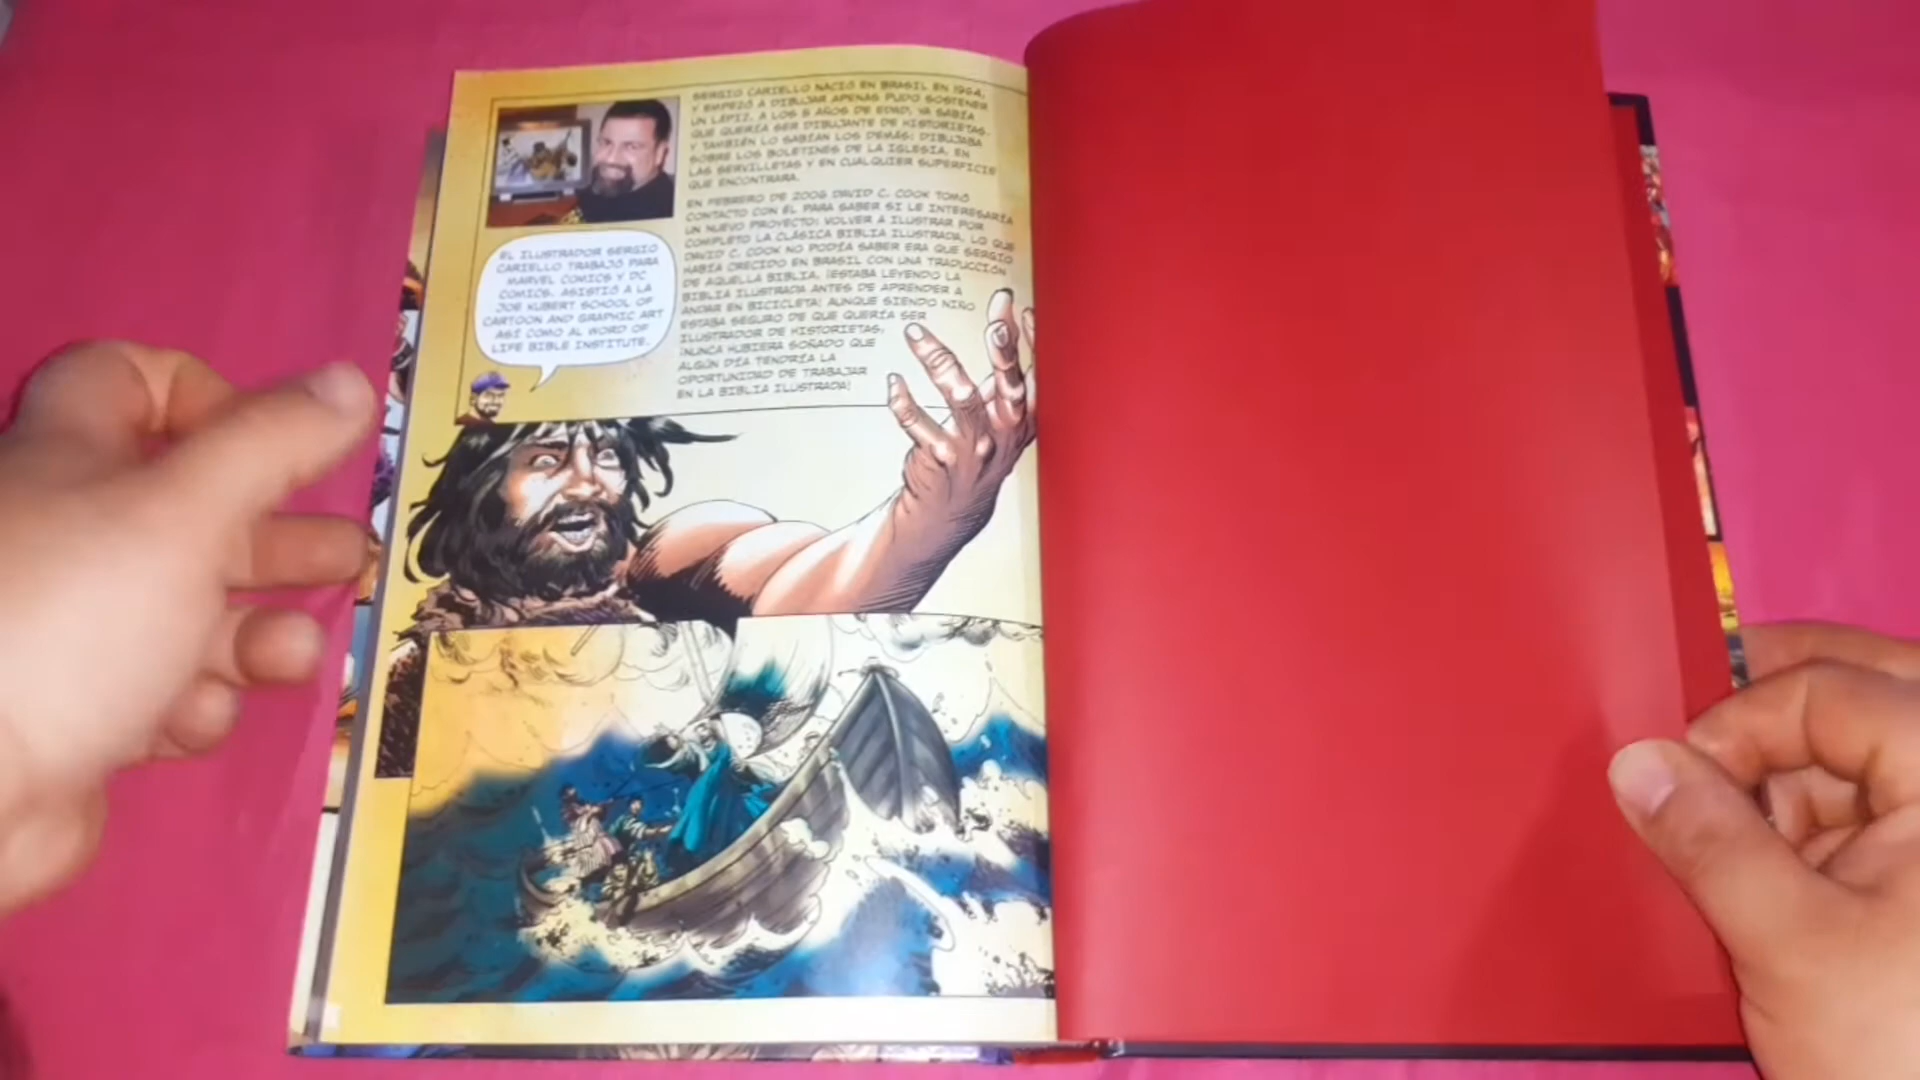 SERGIO CARIELLO NACIÓ EN BRASIL EN 1964,
Y EMPEZÓ A DIBUJAR APENAS PUDO SOSTENER
UN LÁPIZ. A LOS 5 AÑOS DE EDAD, YA SABÍA
QUE QUERÍA SER DIBUJANTE DE HISTORIETAS.
Y TAMBIÉN LO SABÍAN LOS DEMÁS: DIBUJABA
SOBRE LOS BOLETINES DE LA IGLESIA, EN
LAS SERVILLETAS Y EN CUALQUIER SUPERFICIE
QUE ENCONTRARA.
EN FEBRERO DE 2006 DAVID C. COOK TOMÓ
CONTACTO CON ÉL PARA SABER SI LE INTERESARÍA
UN NUEVO PROYECTO: VOLVER A ILUSTRAR POR
COMPLETO LA CLÁSICA BIBLIA ILUSTRADA. LO QUE
DAVID C. COOK NO PODÍA SABER ERA QUE SERGIO
HABÍA CRECIDO EN BRASIL CON UNA TRADUCCIÓN
DE AQUELLA BIBLIA. ¡ESTABA LEYENDO LA
BIBLIA ILUSTRADA ANTES DE APRENDER A
ANDAR EN BICICLETA! AUNQUE SIENDO NIÑO
ESTABA SEGURO DE QUE QUERÍA SER
ILUSTRADOR DE HISTORIETAS,
¡NUNCA HUBIERA SOÑADO QUE
ALGÚN DÍA TENDRÍA LA
OPORTUNIDAD DE TRABAJAR
EN LA BIBLIA ILUSTRADA!
EL ILUSTRADOR SERGIO
CARIELLO TRABAJÓ PARA
MARVEL COMICS Y DC
COMICS. ASISTIÓ A LA
JOE KUBERT SCHOOL OF
CARTOON AND GRAPHIC ART
ASÍ COMO AL WORD OF
LIFE BIBLE INSTITUTE.